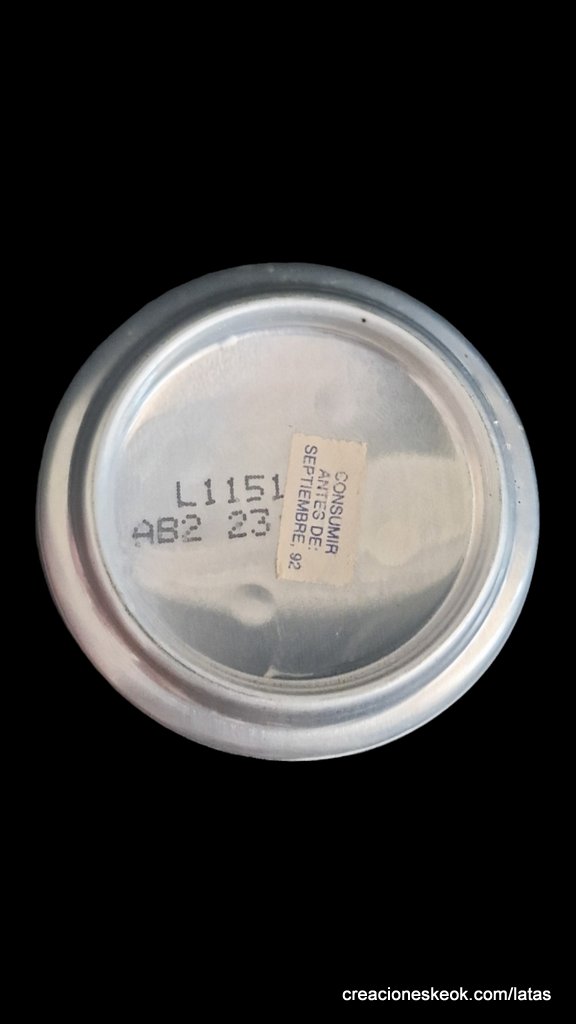 L1151
AB2 23
CONSUMIR
ANTES DE:
SEPTIEMBRE, 92
creacioneskeok.com/latas